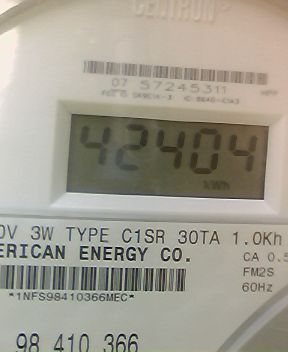 CENTRON
07 57245311
42404
kWh
0V 3W TYPE C1SR 30TA 1.0Kh
ERICAN ENERGY CO.
CA 0.5
FM2S
*1NFS98410366MEC*
60Hz
98 410 366